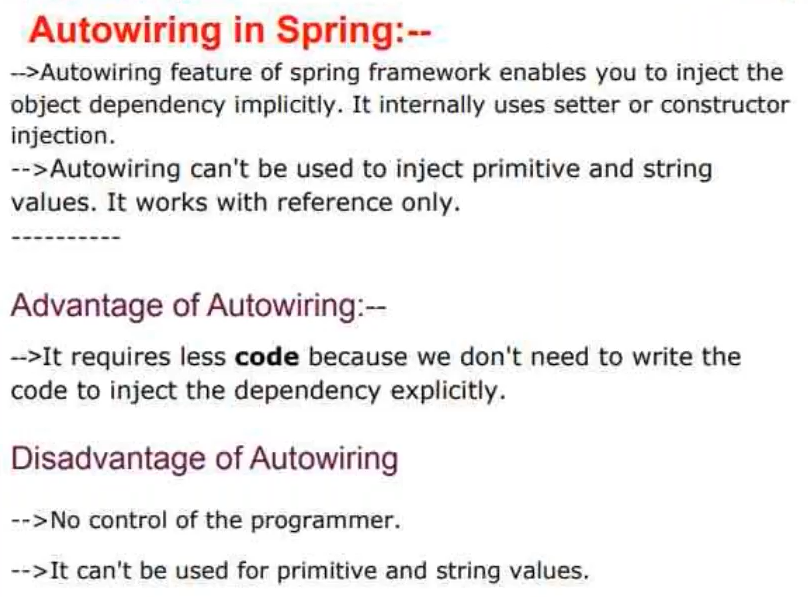 Autowiring in Spring:--
-->Autowiring feature of spring framework enables you to inject the
object dependency implicitly. It internally uses setter or constructor
injection.
-->Autowiring can't be used to inject primitive and string
values. It works with reference only.
----------
Advantage of Autowiring:--
-->It requires less code because we don't need to write the
code to inject the dependency explicitly.
Disadvantage of Autowiring
-->No control of the programmer.
-->It can't be used for primitive and string values.